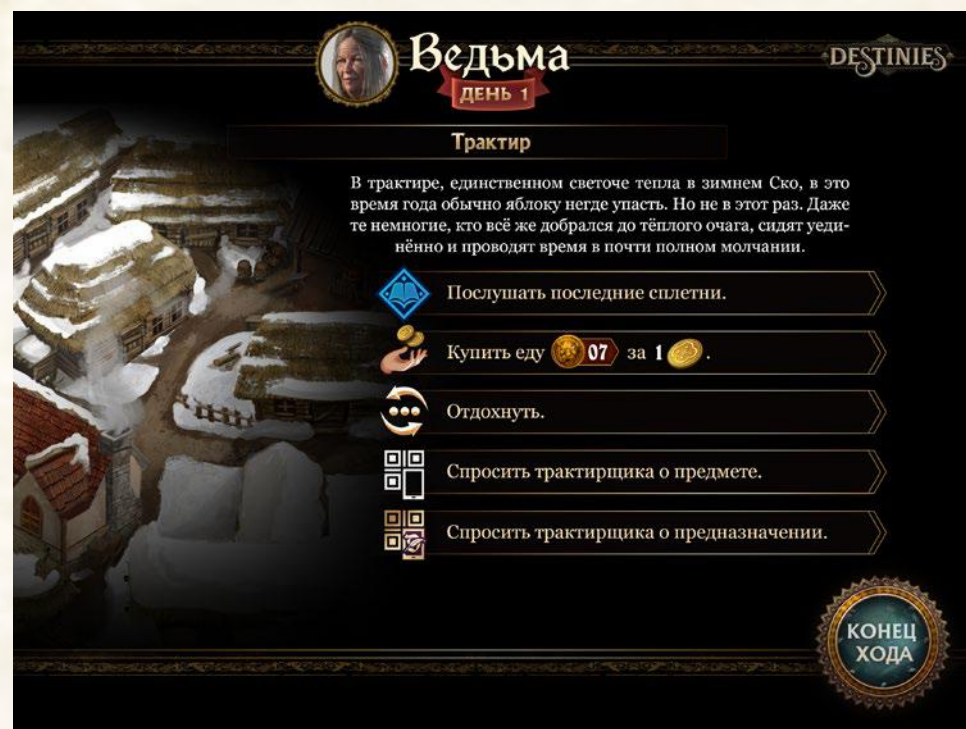 Ведьма
DESTINIES
ДЕНЬ 1
Трактир
В трактире, единственном светоче тепла в зимнем Ско, в это
время года обычно яблоку негде упасть. Но не в этот раз. Даже
те немногие, кто всё же добрался до тёплого очага, сидят уеди-
нённо и проводят время в почти полном молчании.
Послушать последние сплетни.
Купить еду 07 за 1 .
Отдохнуть.
Спросить трактирщика о предмете.
Спросить трактирщика о предназначении.
КОНЕЦ
ХОДА